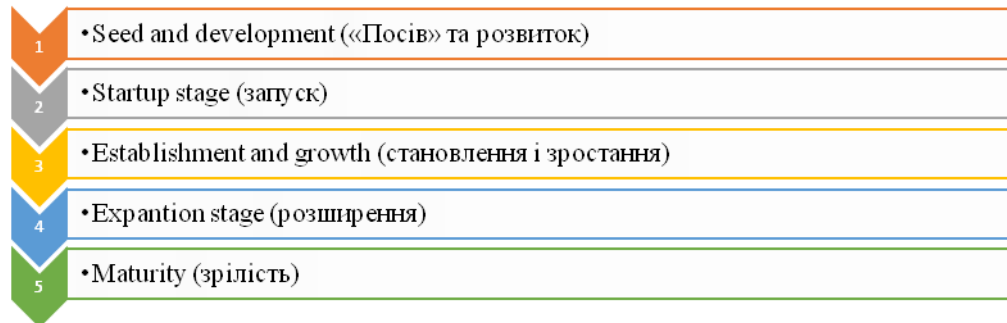 1
•Seed and development («Посів» та розвиток)
2
•Startup stage (запуск)
3
•Establishment and growth (становлення і зростання)
4
•Expantion stage (розширення)
5
•Maturity (зрілість)